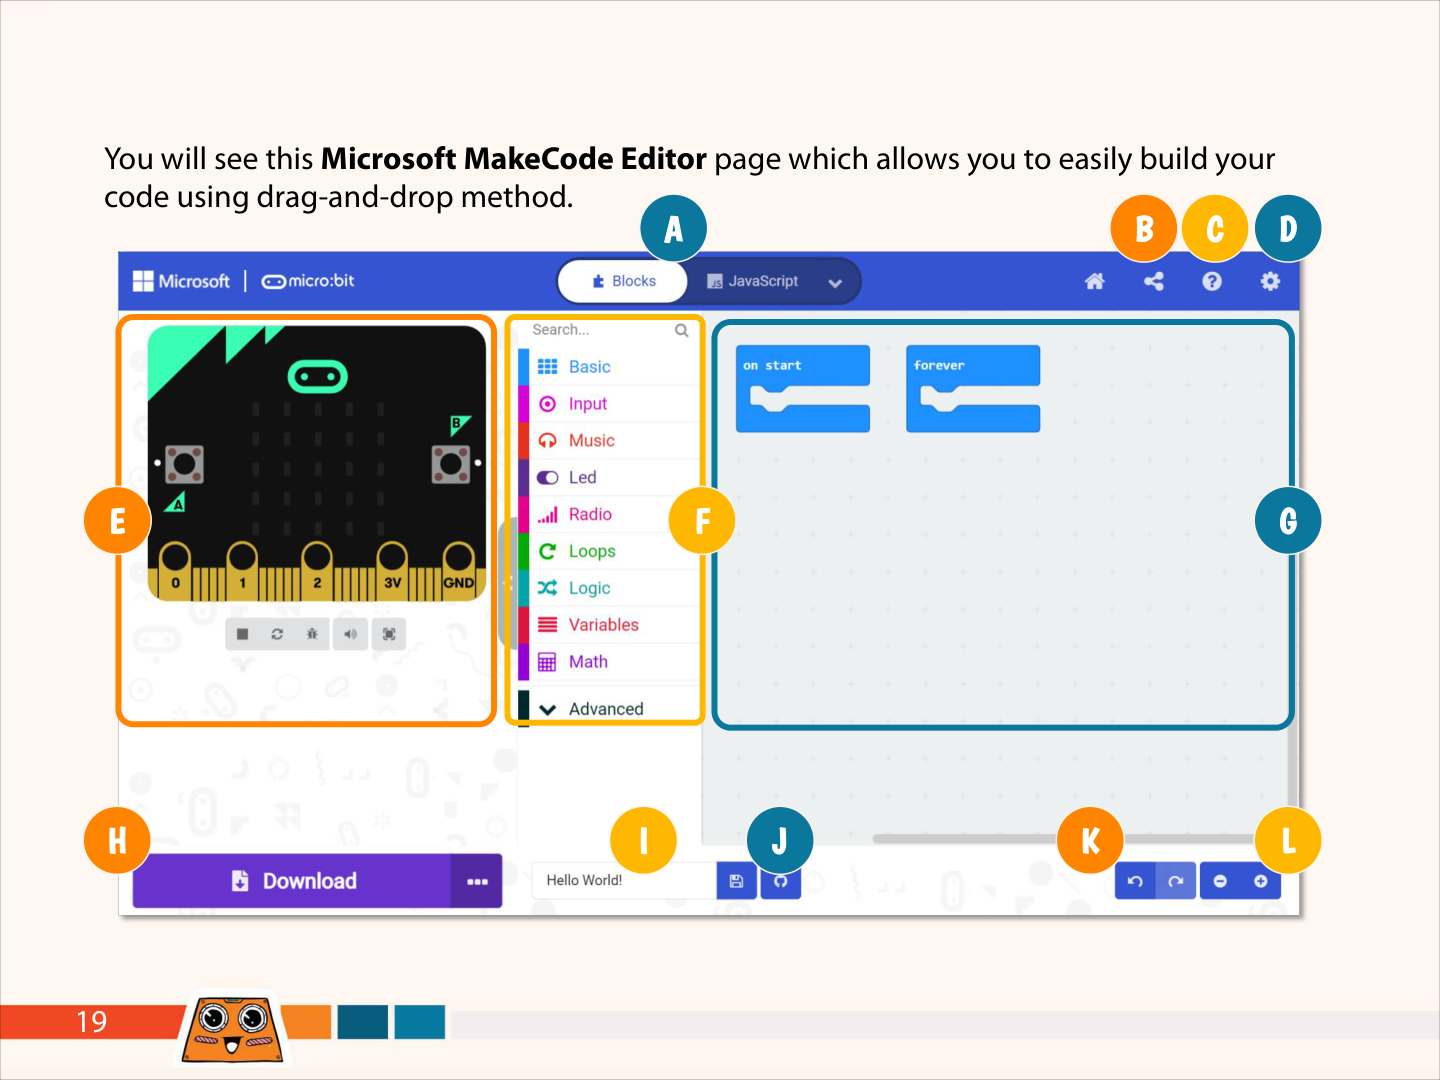 You will see this Microsoft MakeCode Editor page which allows you to easily build your
code using drag-and-drop method.
A
B
C
D
Microsoft | micro:bit
Blocks
JS JavaScript
Search...
Basic
Input
Music
Led
Radio
Loops
Logic
Variables
Math
Advanced
on start
forever
B
A
0
1
2
3V
GND
E
F
G
H
I
J
K
L
Download
Hello World!
19